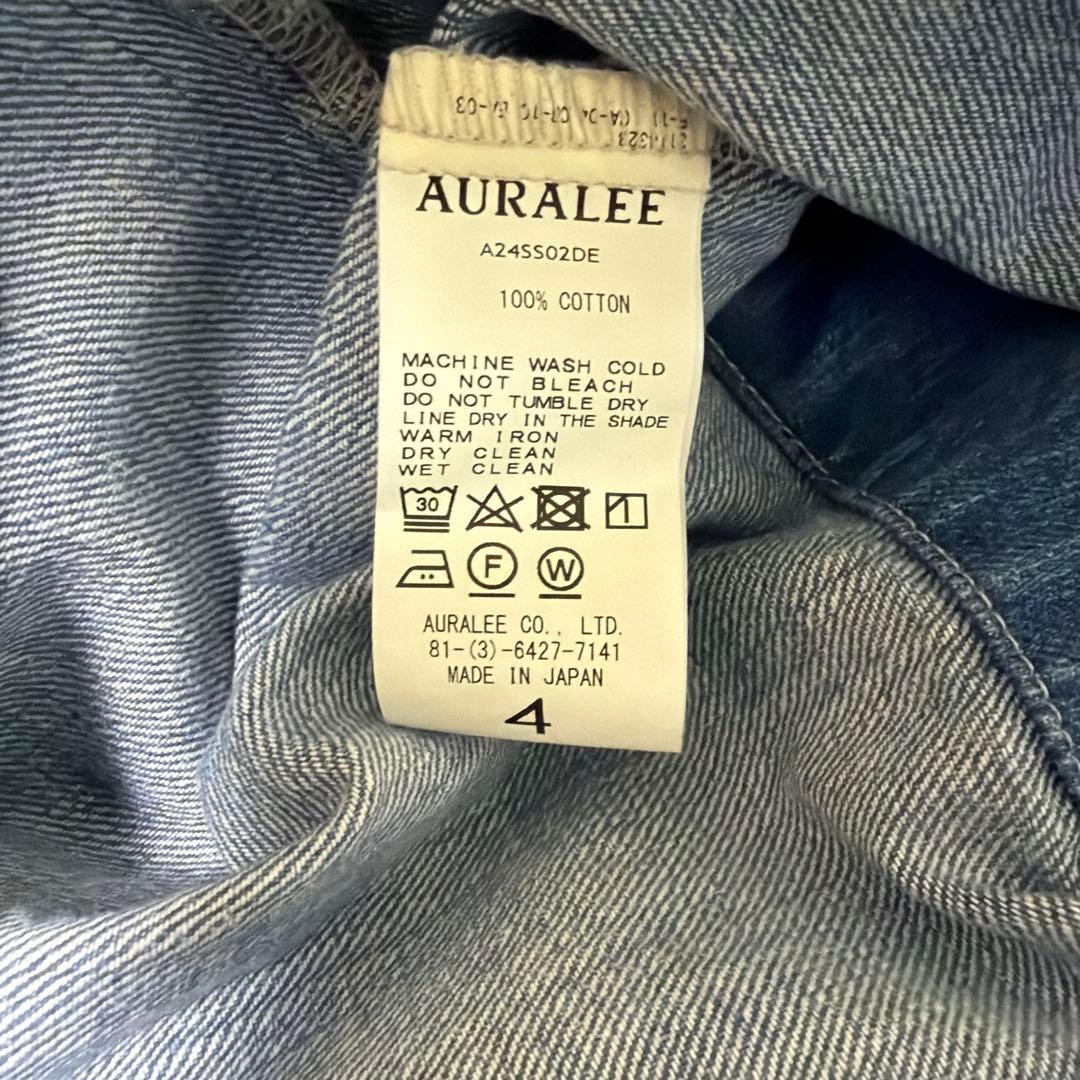 AURALEE
A24SS02DE
100% COTTON
MACHINE WASH COLD
DO NOT BLEACH
DO NOT TUMBLE DRY
LINE DRY IN THE SHADE
WARM IRON
DRY CLEAN
WET CLEAN
30
F W
AURALEE CO., LTD.
81-(3)-6427-7141
MADE IN JAPAN
4